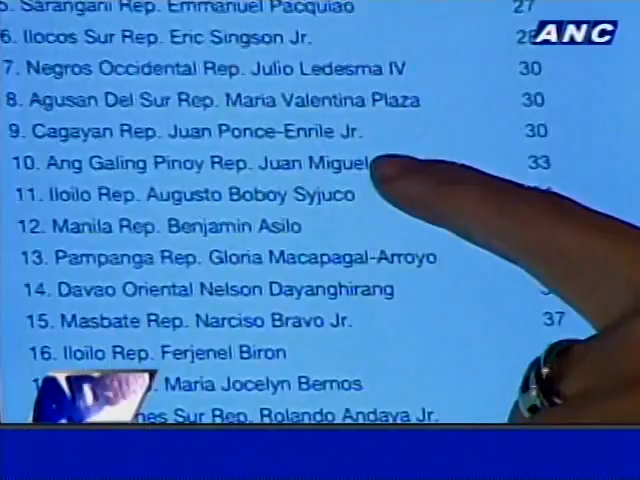 5. Sarangani Rep. Emmanuel Pacquiao 27
ANC
6. Ilocos Sur Rep. Eric Singson Jr.
7. Negros Occidental Rep. Julio Ledesma IV 30
8. Agusan Del Sur Rep. Maria Valentina Plaza 30
9. Cagayan Rep. Juan Ponce-Enrile Jr. 30
10. Ang Galing Pinoy Rep. Juan Miguel 33
11. Iloilo Rep. Augusto Boboy Syjuco
12. Manila Rep. Benjamin Asilo
13. Pampanga Rep. Gloria Macapagal-Arroyo
14. Davao Oriental Nelson Dayanghirang
15. Masbate Rep. Narciso Bravo Jr. 37
16. Iloilo Rep. Ferjenel Biron
Maria Jocelyn Bernos
Sur Rep. Rolando Andaya Jr.